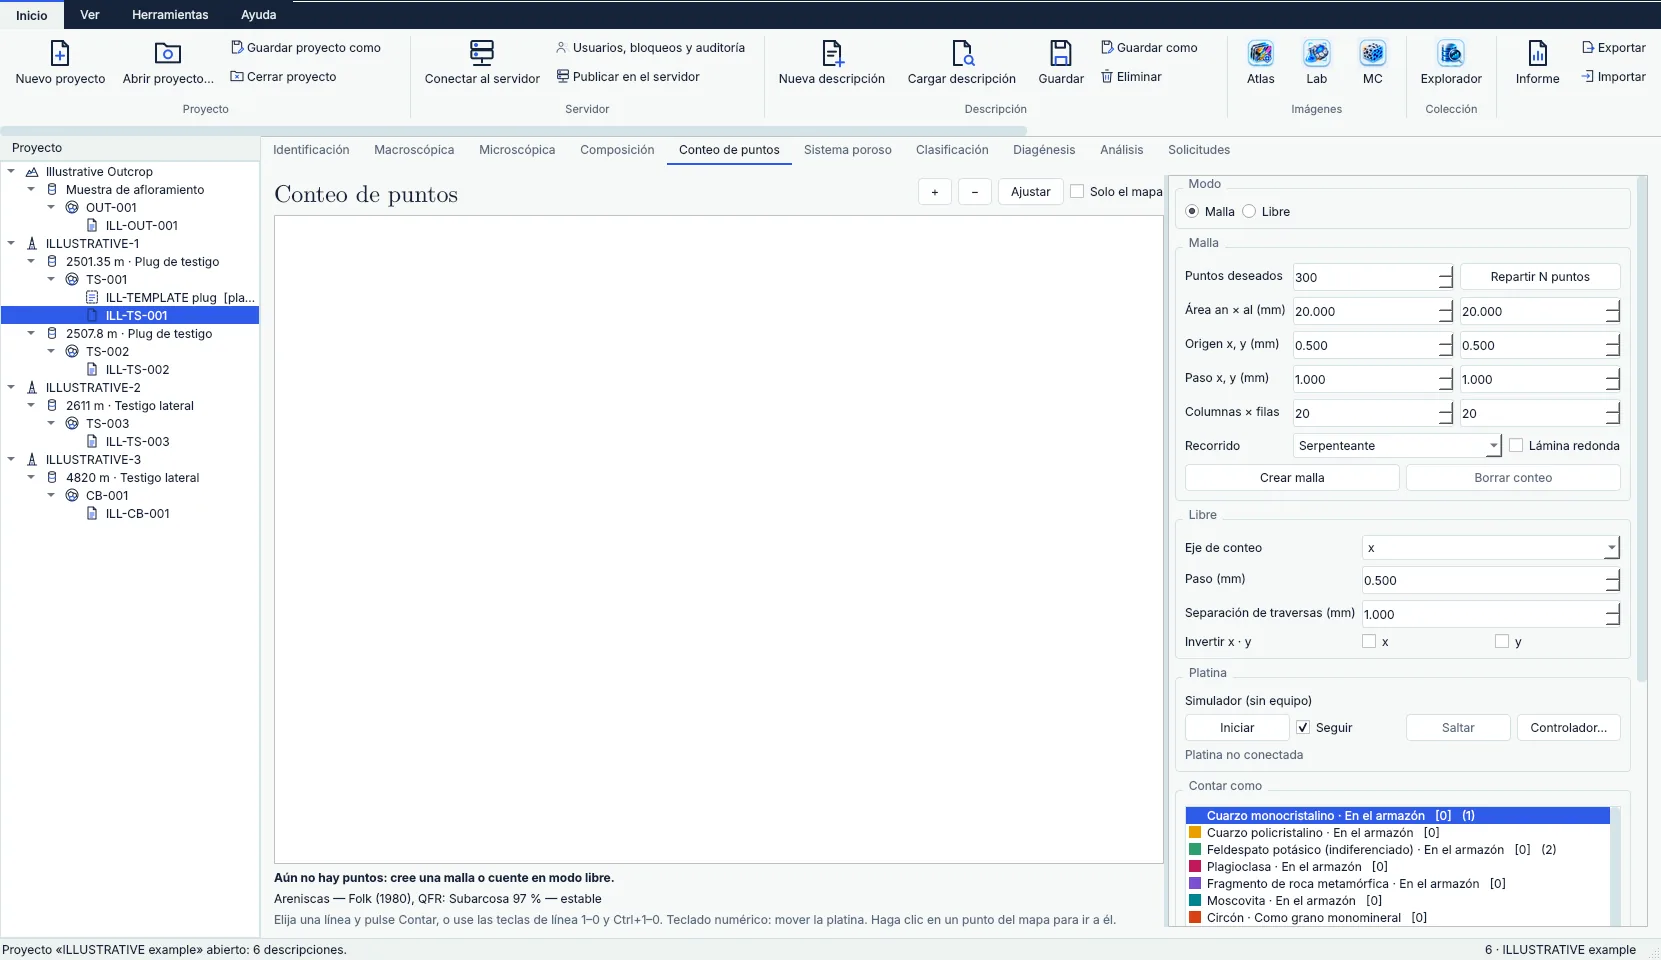 Inicio Ver Herramientas Ayuda
Nuevo proyecto
Abrir proyecto...
Guardar proyecto como
Cerrar proyecto
Proyecto
Conectar al servidor
Usuarios, bloqueos y auditoría
Publicar en el servidor
Servidor
Nueva descripción
Cargar descripción
Guardar
Guardar como
Eliminar
Descripción
Atlas
Lab
MC
Imágenes
Explorador
Colección
Informe
Exportar
Importar
Proyecto
Illustrative Outcrop
Muestra de afloramiento
OUT-001
ILL-OUT-001
ILLUSTRATIVE-1
2501.35 m · Plug de testigo
TS-001
ILL-TEMPLATE plug [pla...
ILL-TS-001
2507.8 m · Plug de testigo
TS-002
ILL-TS-002
ILLUSTRATIVE-2
2611 m · Testigo lateral
TS-003
ILL-TS-003
ILLUSTRATIVE-3
4820 m · Testigo lateral
CB-001
ILL-CB-001
Identificación Macroscópica Microscópica Composición Conteo de puntos Sistema poroso Clasificación Diagénesis Análisis Solicitudes
Conteo de puntos
+ − Ajustar Solo el mapa
Aún no hay puntos: cree una malla o cuente en modo libre.
Areniscas — Folk (1980), QFR: Subarcosa 97 % — estable
Elija una línea y pulse Contar, o use las teclas de línea 1–0 y Ctrl+1–0. Teclado numérico: mover la platina. Haga clic en un punto del mapa para ir a él.
Modo
Malla Libre
Malla
Puntos deseados 300 Repartir N puntos
Área an × al (mm) 20.000 20.000
Origen x, y (mm) 0.500 0.500
Paso x, y (mm) 1.000 1.000
Columnas × filas 20 20
Recorrido Serpenteante Lámina redonda
Crear malla Borrar conteo
Libre
Eje de conteo x
Paso (mm) 0.500
Separación de traversas (mm) 1.000
Invertir x · y x y
Platina
Simulador (sin equipo)
Iniciar Seguir Saltar Controlador...
Platina no conectada
Contar como
Cuarzo monocristalino · En el armazón [0] (1)
Cuarzo policristalino · En el armazón [0]
Feldespato potásico (indiferenciado) · En el armazón [0] (2)
Plagioclasa · En el armazón [0]
Fragmento de roca metamórfica · En el armazón [0]
Moscovita · En el armazón [0]
Circón · Como grano monomineral [0]
Proyecto «ILLUSTRATIVE example» abierto: 6 descripciones.
6 · ILLUSTRATIVE example